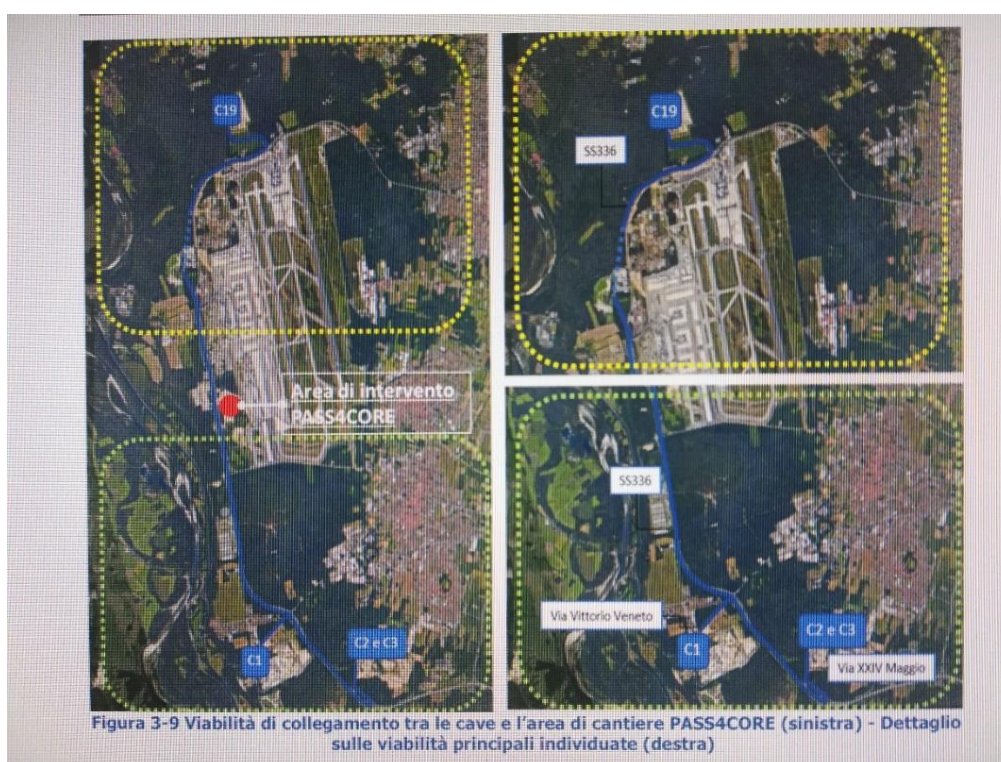 C19
Area di intervento
PASS4CORE
C1
C2 e C3
C19
SS336
SS336
Via Vittorio Veneto
C1
C2 e C3
Via XXIV Maggio
Figura 3-9 Viabilità di collegamento tra le cave e l'area di cantiere PASS4CORE (sinistra) - Dettaglio
sulle viabilità principali individuate (destra)